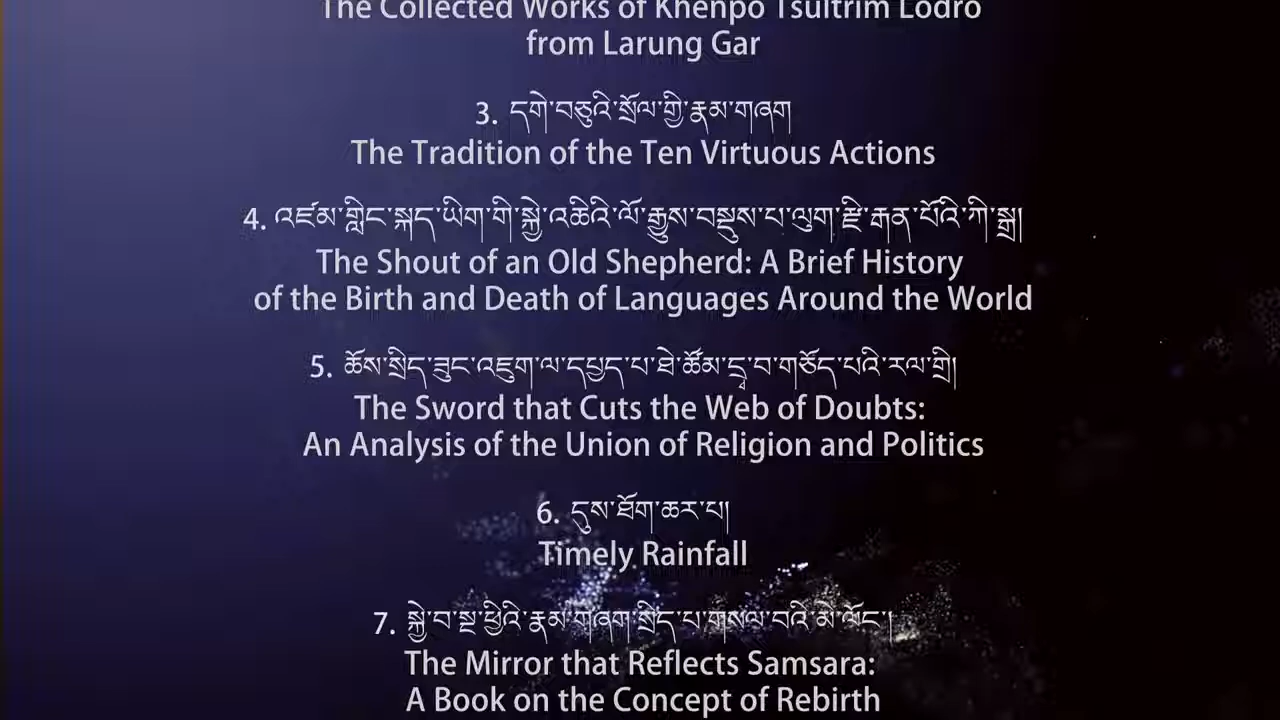 The Collected Works of Khenpo Tsultrim Lodro
from Larung Gar
3. དགེ་བཅུའི་སྲོལ་གྱི་རྣམ་གཞག
The Tradition of the Ten Virtuous Actions
4. འཛམ་གླིང་སྐད་ཡིག་གི་སྐྱེ་འཆིའི་ལོ་རྒྱུས་བསྡུས་པ་ལུག་རྫི་རྒན་པོའི་ཀི་སྒྲ།
The Shout of an Old Shepherd: A Brief History
of the Birth and Death of Languages Around the World
5. ཆོས་སྲིད་ཟུང་འཇུག་ལ་དཔྱད་པ་ཐེ་ཚོམ་དྲྭ་བ་གཅོད་པའི་རལ་གྲི།
The Sword that Cuts the Web of Doubts:
An Analysis of the Union of Religion and Politics
6. དུས་ཐོག་ཆར་པ།
Timely Rainfall
7. སྐྱེ་བ་སྔ་ཕྱིའི་རྣམ་གཞག་སྲིད་པ་གསལ་བའི་མེ་ལོང་།
The Mirror that Reflects Samsara:
A Book on the Concept of Rebirth